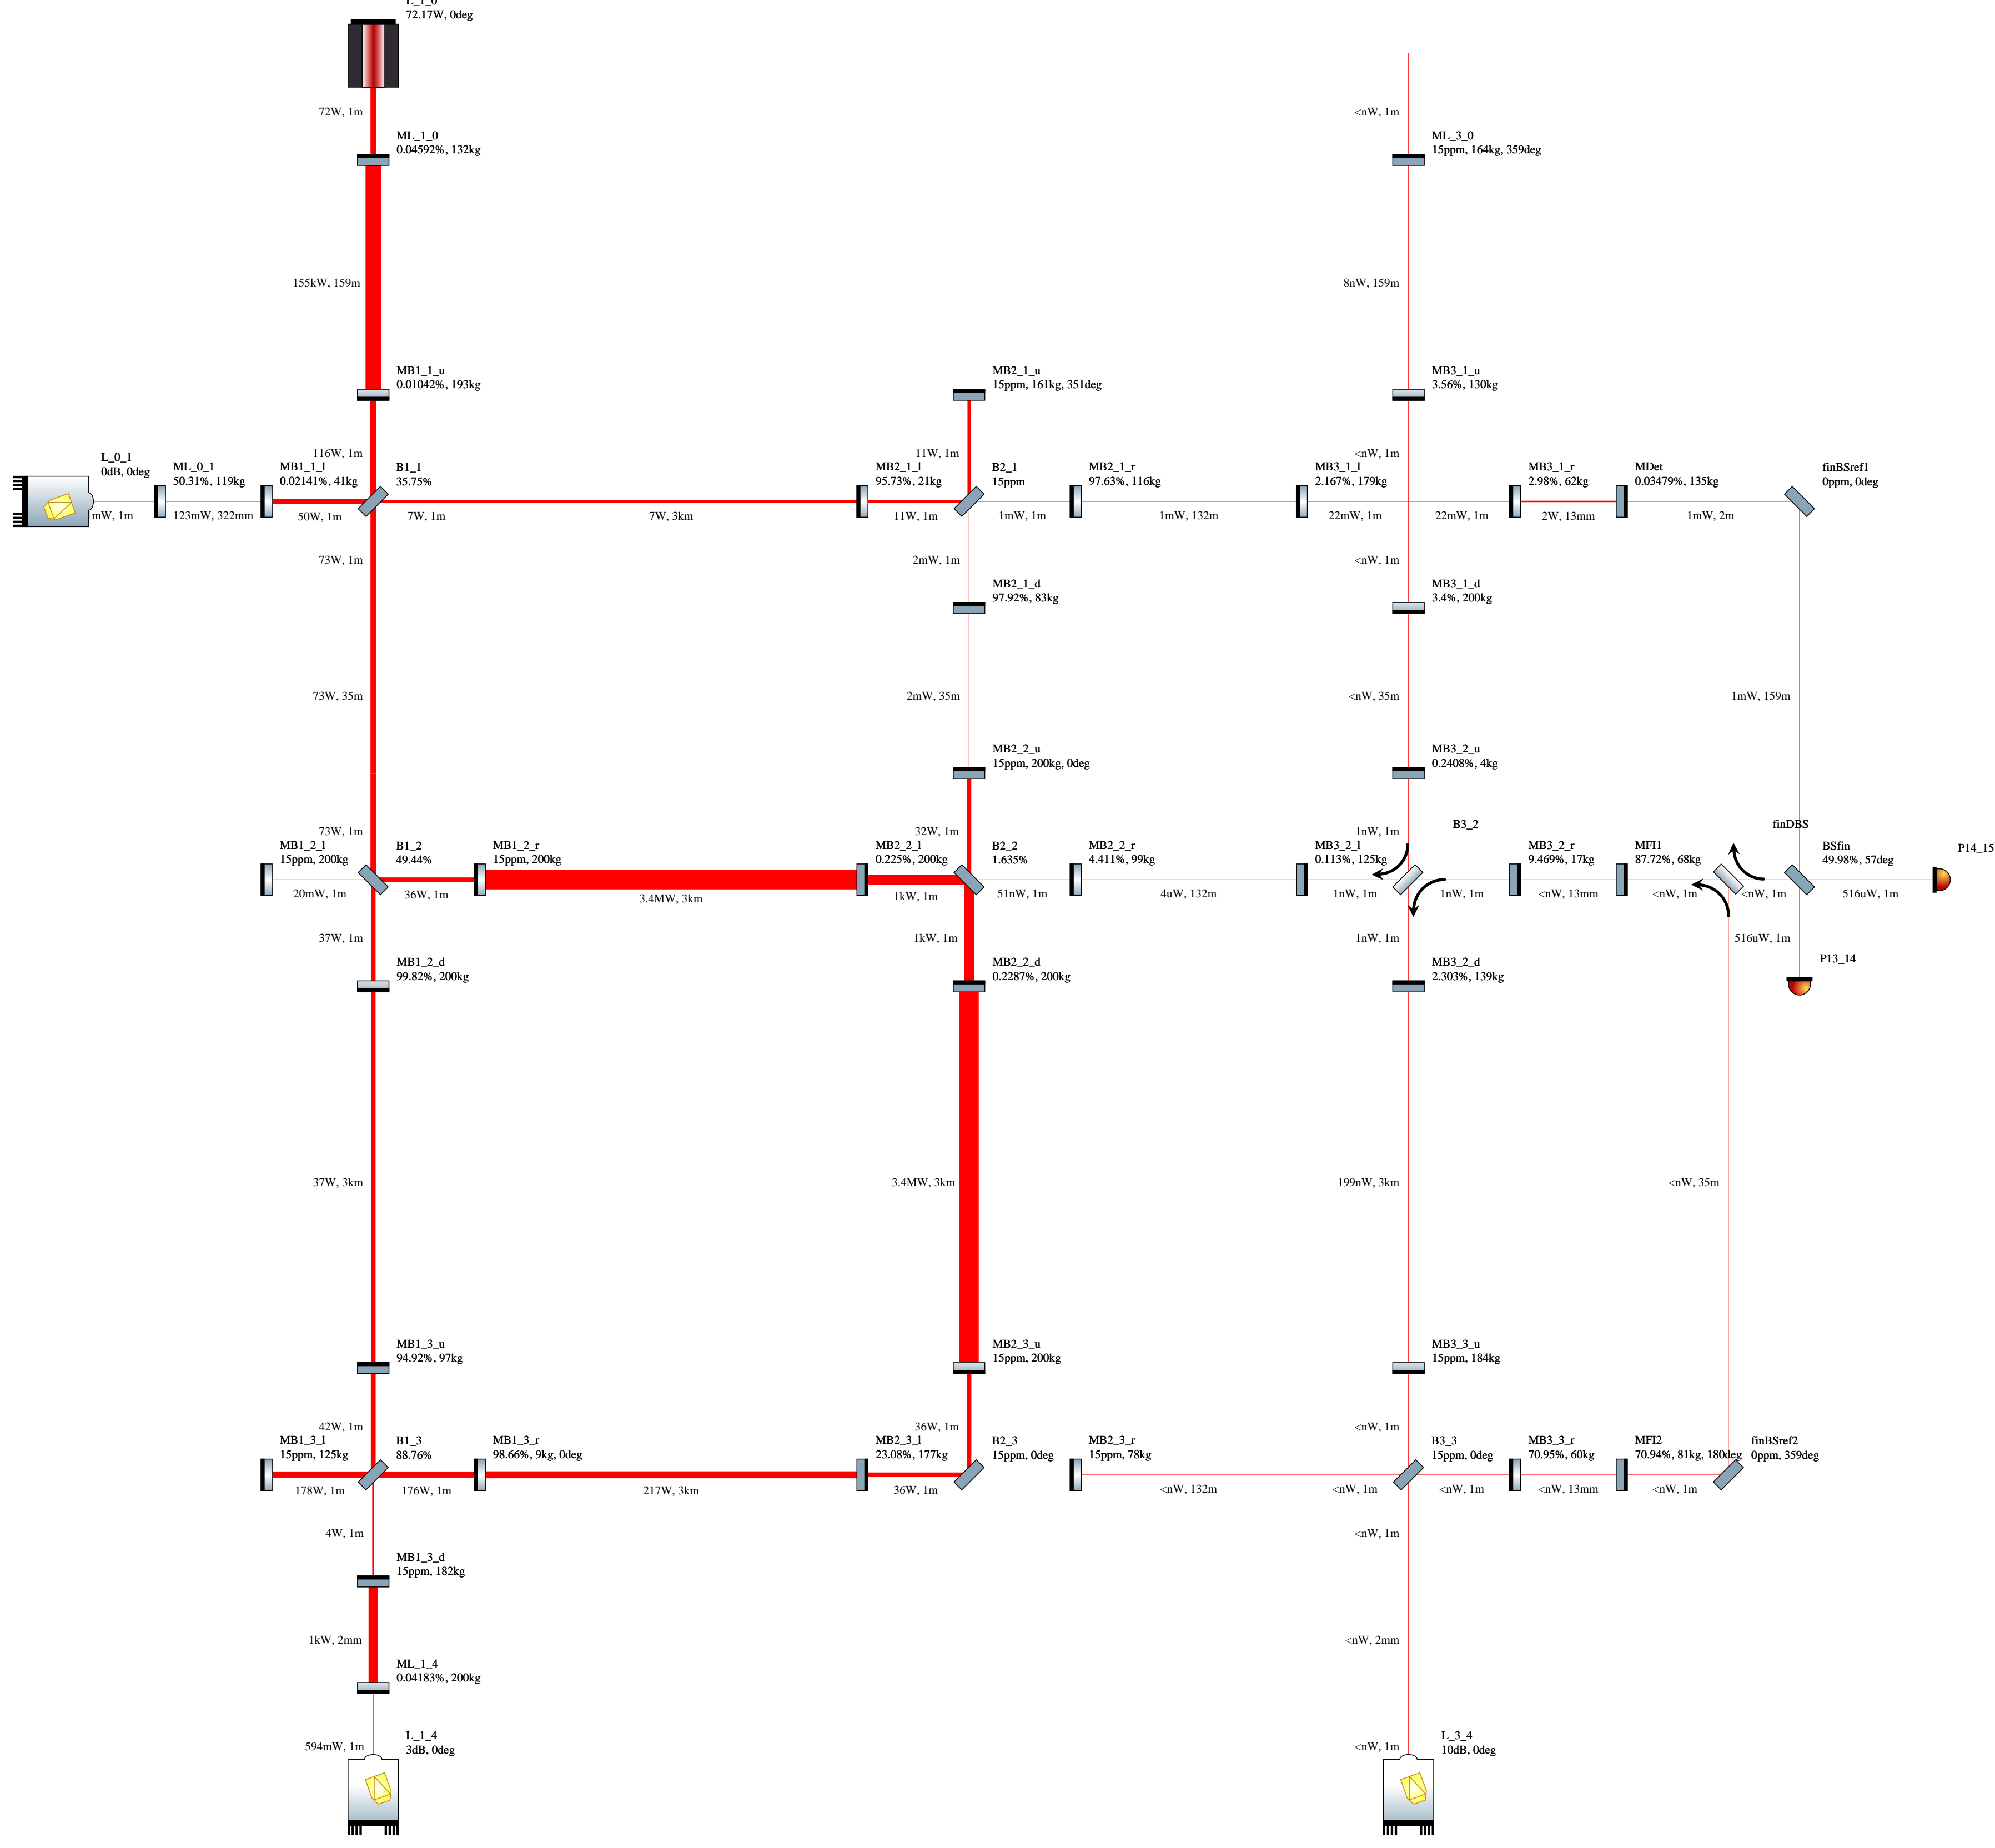 L_1_0
72.17W, 0deg
72W, 1m
<nW, 1m
ML_1_0
0.04592%, 132kg
ML_3_0
15ppm, 164kg, 359deg
155kW, 159m
8nW, 159m
MB1_1_u
0.01042%, 193kg
MB2_1_u
15ppm, 161kg, 351deg
MB3_1_u
3.56%, 130kg
116W, 1m
11W, 1m
<nW, 1m
L_0_1
0dB, 0deg
ML_0_1
50.31%, 119kg
MB1_1_l
0.02141%, 41kg
B1_1
35.75%
MB2_1_l
95.73%, 21kg
B2_1
15ppm
MB2_1_r
97.63%, 116kg
MB3_1_l
2.167%, 179kg
MB3_1_r
2.98%, 62kg
MDet
0.03479%, 135kg
finBSref1
0ppm, 0deg
mW, 1m
123mW, 322mm
50W, 1m
7W, 1m
7W, 3km
11W, 1m
1mW, 1m
1mW, 132m
22mW, 1m
22mW, 1m
2W, 13mm
1mW, 2m
73W, 1m
2mW, 1m
<nW, 1m
MB2_1_d
97.92%, 83kg
MB3_1_d
3.4%, 200kg
73W, 35m
2mW, 35m
<nW, 35m
1mW, 159m
MB2_2_u
15ppm, 200kg, 0deg
MB3_2_u
0.2408%, 4kg
73W, 1m
32W, 1m
1nW, 1m
MB1_2_l
15ppm, 200kg
B1_2
49.44%
MB1_2_r
15ppm, 200kg
MB2_2_l
0.225%, 200kg
B2_2
1.635%
MB2_2_r
4.411%, 99kg
MB3_2_l
0.113%, 125kg
B3_2
MB3_2_r
9.469%, 17kg
MFI1
87.72%, 68kg
finDBS
BSfin
49.98%, 57deg
P14_15
20mW, 1m
36W, 1m
3.4MW, 3km
1kW, 1m
51nW, 1m
4uW, 132m
1nW, 1m
1nW, 1m
<nW, 13mm
<nW, 1m
<nW, 1m
516uW, 1m
37W, 1m
1kW, 1m
1nW, 1m
516uW, 1m
MB1_2_d
99.82%, 200kg
MB2_2_d
0.2287%, 200kg
MB3_2_d
2.303%, 139kg
P13_14
37W, 3km
3.4MW, 3km
199nW, 3km
<nW, 35m
MB1_3_u
94.92%, 97kg
MB2_3_u
15ppm, 200kg
MB3_3_u
15ppm, 184kg
42W, 1m
36W, 1m
<nW, 1m
MB1_3_l
15ppm, 125kg
B1_3
88.76%
MB1_3_r
98.66%, 9kg, 0deg
MB2_3_l
23.08%, 177kg
B2_3
15ppm, 0deg
MB2_3_r
15ppm, 78kg
B3_3
15ppm, 0deg
MB3_3_r
70.95%, 60kg
MFI2
70.94%, 81kg, 180deg
finBSref2
0ppm, 359deg
178W, 1m
176W, 1m
217W, 3km
36W, 1m
<nW, 132m
<nW, 1m
<nW, 1m
<nW, 13mm
<nW, 1m
4W, 1m
<nW, 1m
MB1_3_d
15ppm, 182kg
1kW, 2mm
<nW, 2mm
ML_1_4
0.04183%, 200kg
594mW, 1m
<nW, 1m
L_1_4
3dB, 0deg
L_3_4
10dB, 0deg